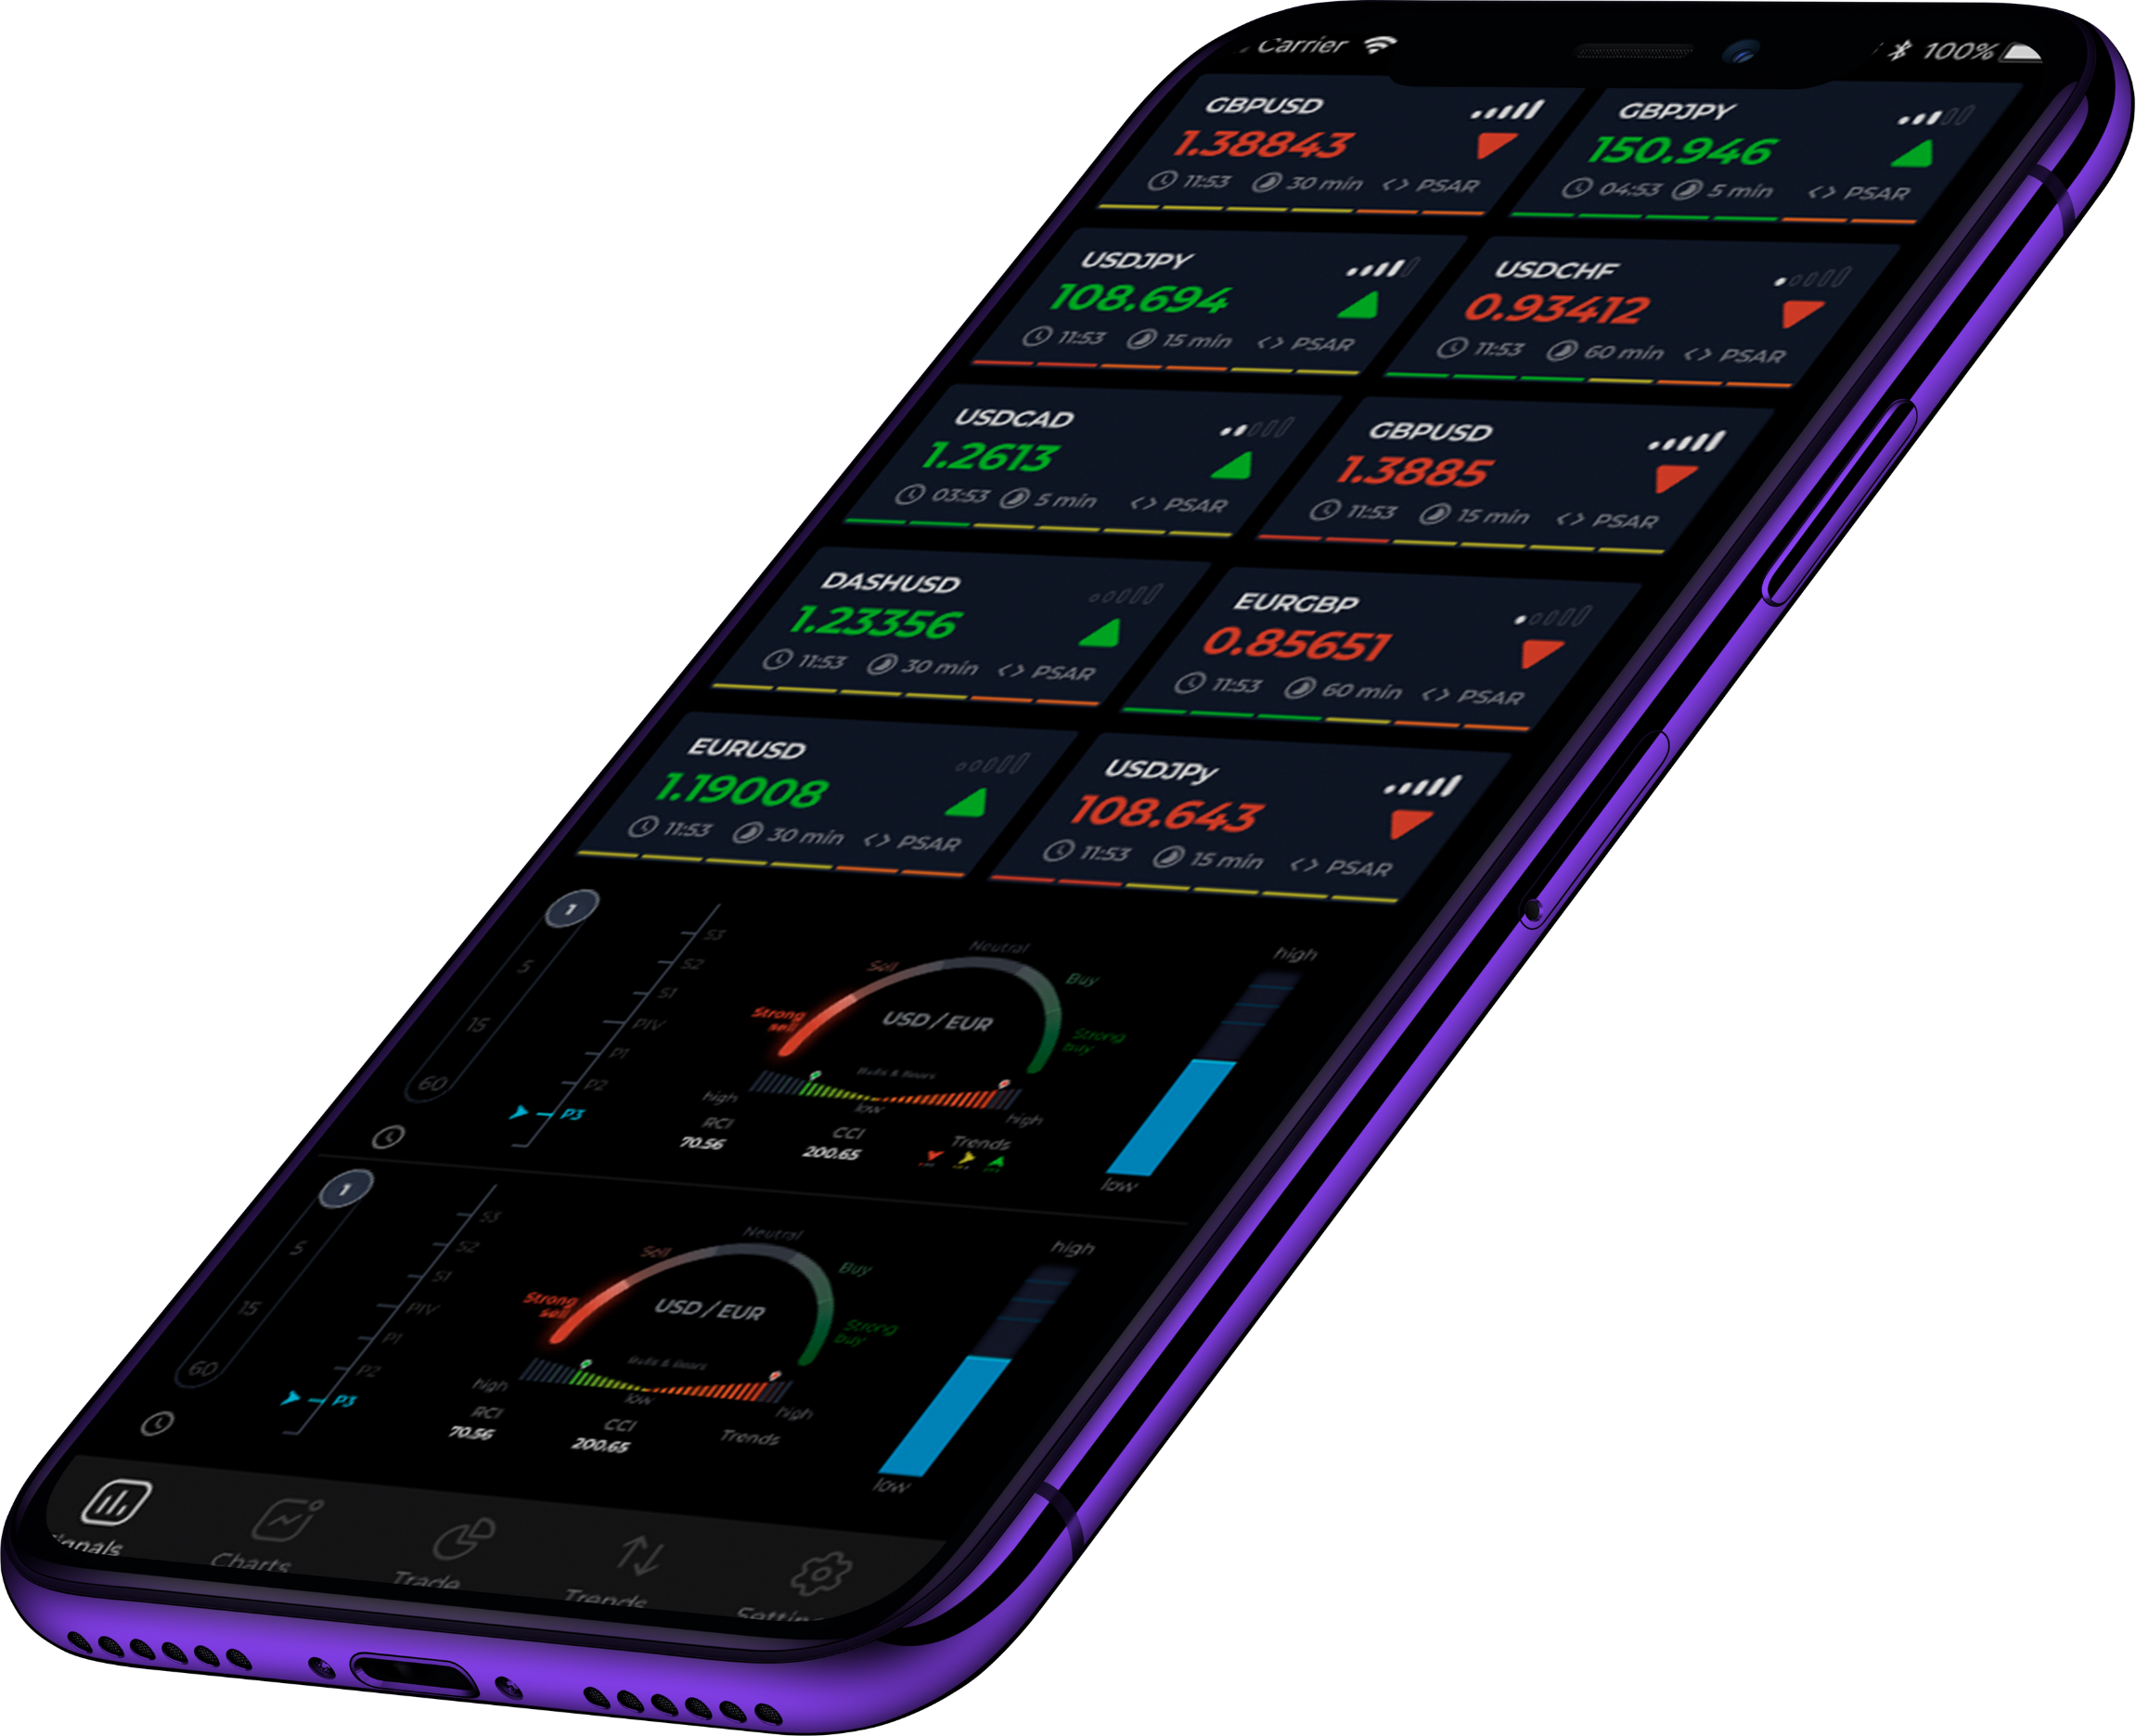 Carrier 100%
GBPUSD
1.38843
11:53 30 min <> PSAR
GBPJPY
150.946
04:53 5 min <> PSAR
USDJPY
108.694
11:53 15 min <> PSAR
USDCHF
0.93412
11:53 60 min <> PSAR
USDCAD
1.2613
03:53 5 min <> PSAR
GBPUSD
1.3885
11:53 15 min <> PSAR
DASHUSD
1.23356
11:53 30 min <> PSAR
EURGBP
0.85651
11:53 60 min <> PSAR
EURUSD
1.19008
11:53 30 min <> PSAR
USDJPy
108.643
11:53 15 min <> PSAR
1
5
15
60
S3
S2
S1
PIV
P1
P2
P3
Neutral
Sell
Buy
Strong
sell
Strong
buy
USD / EUR
Bulls & Bears
high
low
high
RCI
70.56
CCI
200.65
Trends
high
low
1
5
15
60
S3
S2
S1
PIV
P1
P2
P3
Neutral
Sell
Buy
Strong
sell
Strong
buy
USD / EUR
Bulls & Bears
high
low
high
RCI
70.56
CCI
200.65
Trends
high
low
Charts
Trade
Trends